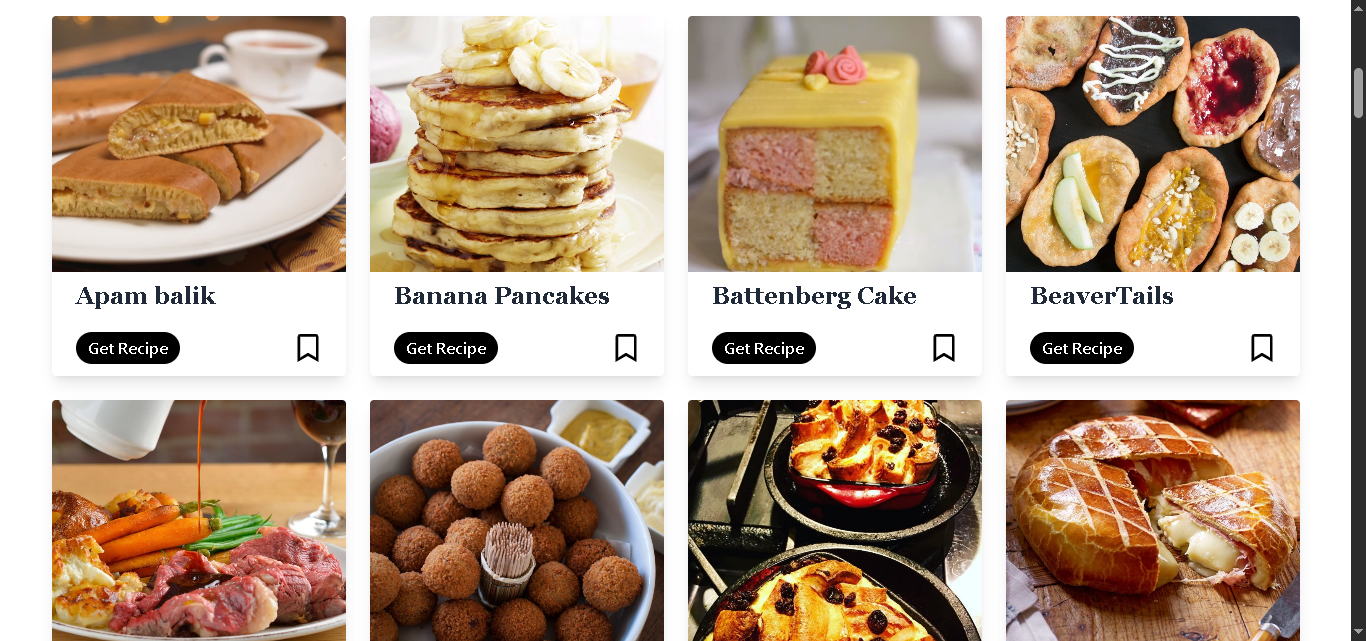 Apam balik
Banana Pancakes
Battenberg Cake
BeaverTails
Get Recipe
Get Recipe
Get Recipe
Get Recipe